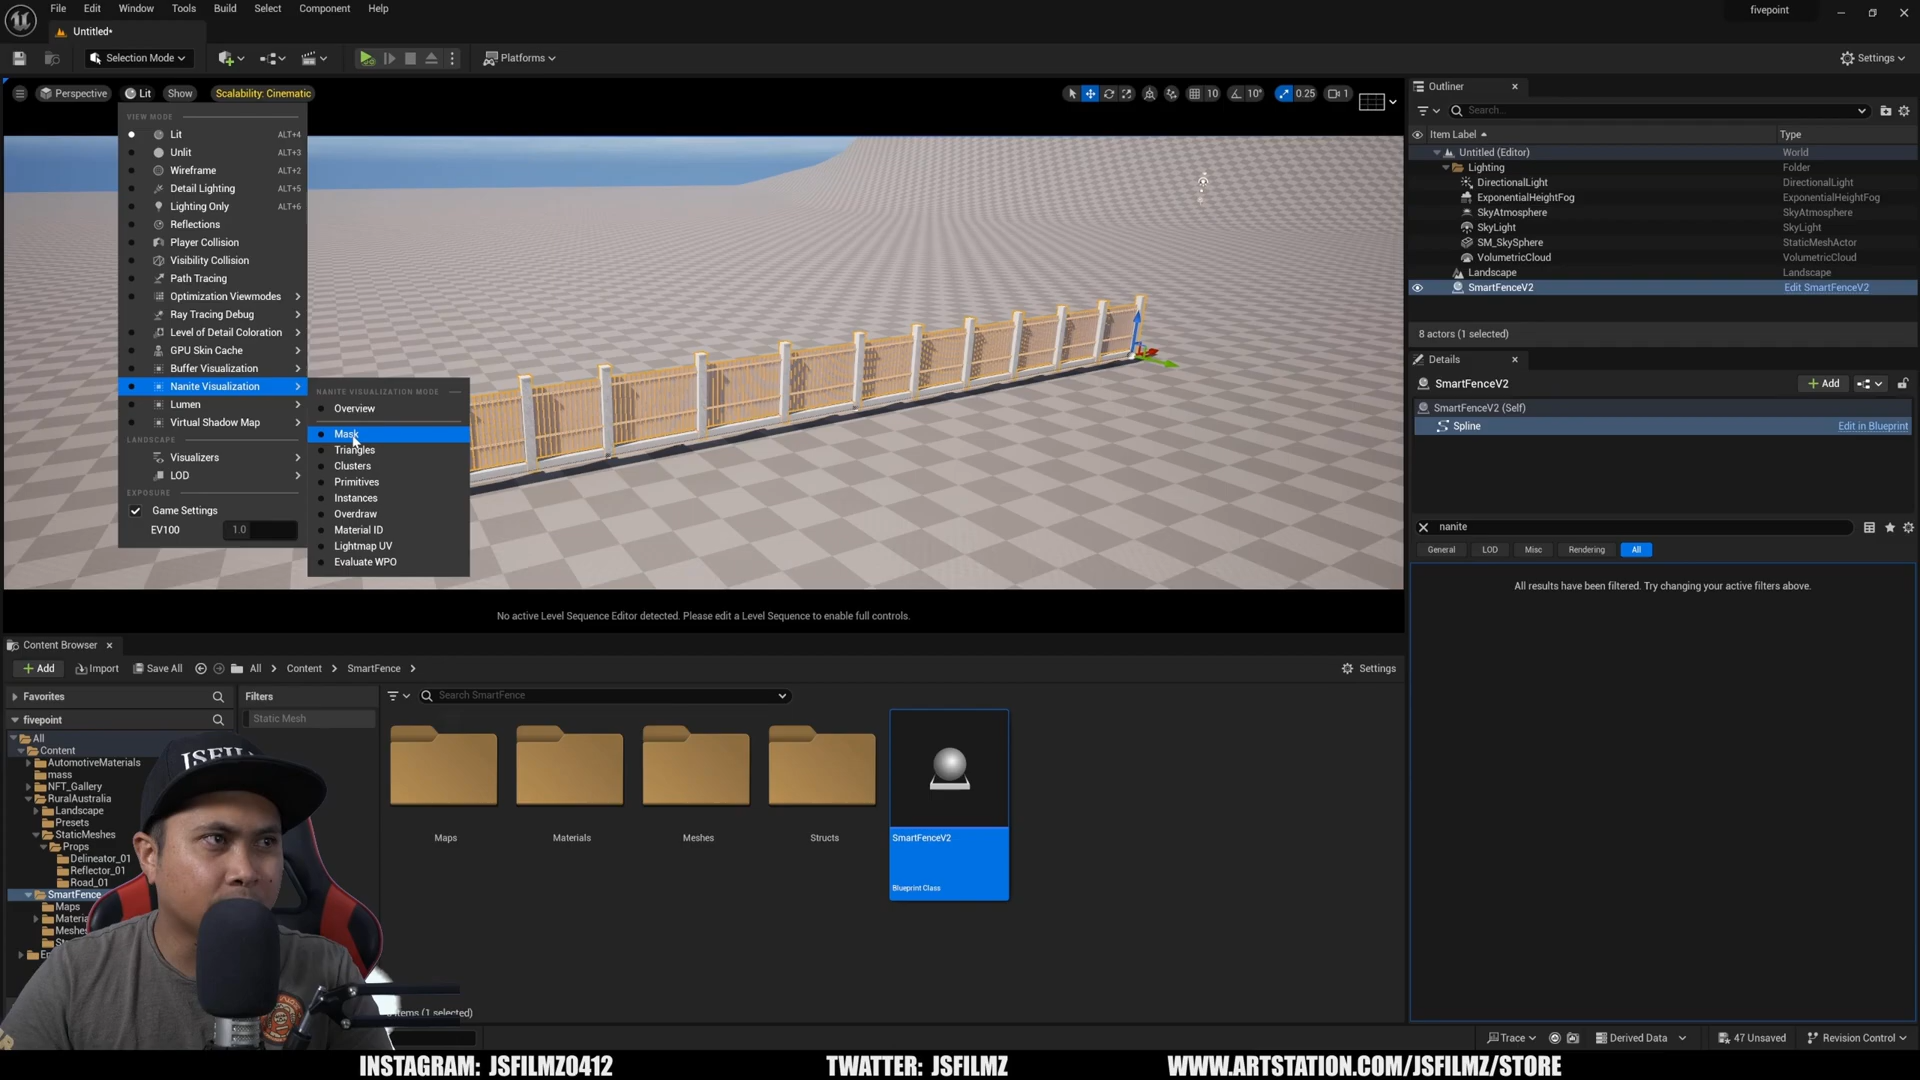 File Edit Window Tools Build Select Actor Component Help
fivepoint
Untitled*
Selection Mode
Platforms
Settings
Perspective Lit Show Scalability: Cinematic
10 10° 0.25 1
VIEW MODE
Lit ALT+4
Unlit ALT+3
Wireframe ALT+2
Detail Lighting ALT+5
Lighting Only ALT+6
Reflections
Player Collision
Visibility Collision
Path Tracing
Optimization Viewmodes
Ray Tracing Debug
Level of Detail Coloration
GPU Skin Cache
Buffer Visualization
Nanite Visualization
Lumen
Virtual Shadow Map
LANDSCAPE
Visualizers
LOD
EXPOSURE
Game Settings
EV100 1.0
NANITE VISUALIZATION MODE
Overview
Mask
Triangles
Clusters
Primitives
Instances
Overdraw
Material ID
Lightmap UV
Evaluate WPO
No active Level Sequence Editor detected. Please edit a Level Sequence to enable full controls.
Outliner
Search...
Item Label Type
Untitled (Editor) World
Lighting Folder
DirectionalLight DirectionalLight
ExponentialHeightFog ExponentialHeightFog
SkyAtmosphere SkyAtmosphere
SkyLight SkyLight
SM_SkySphere StaticMeshActor
VolumetricCloud VolumetricCloud
Landscape Landscape
SmartFenceV2 Edit SmartFenceV2
8 actors (1 selected)
Details
SmartFenceV2
Add
SmartFenceV2 (Self)
Spline Edit in Blueprint
nanite
General LOD Misc Rendering All
All results have been filtered. Try changing your active filters above.
Content Browser
Add Import Save All All Content SmartFence
Settings
Favorites
Filters
Search SmartFence
fivepoint
Static Mesh
All
Content
AutomotiveMaterials
mass
NFT_Gallery
RuralAustralia
Landscape
Presets
StaticMeshes
Props
Delineator_01
Reflector_01
Road_01
SmartFence
Maps
Meshes
Maps
Materials
Meshes
Structs
SmartFenceV2
Blueprint Class
items (1 selected)
Trace Derived Data 47 Unsaved Revision Control
INSTAGRAM: JSFILMZ0412 TWATTER: JSFILMZ WWW.ARTSTATION.COM/JSFILMZ/STORE